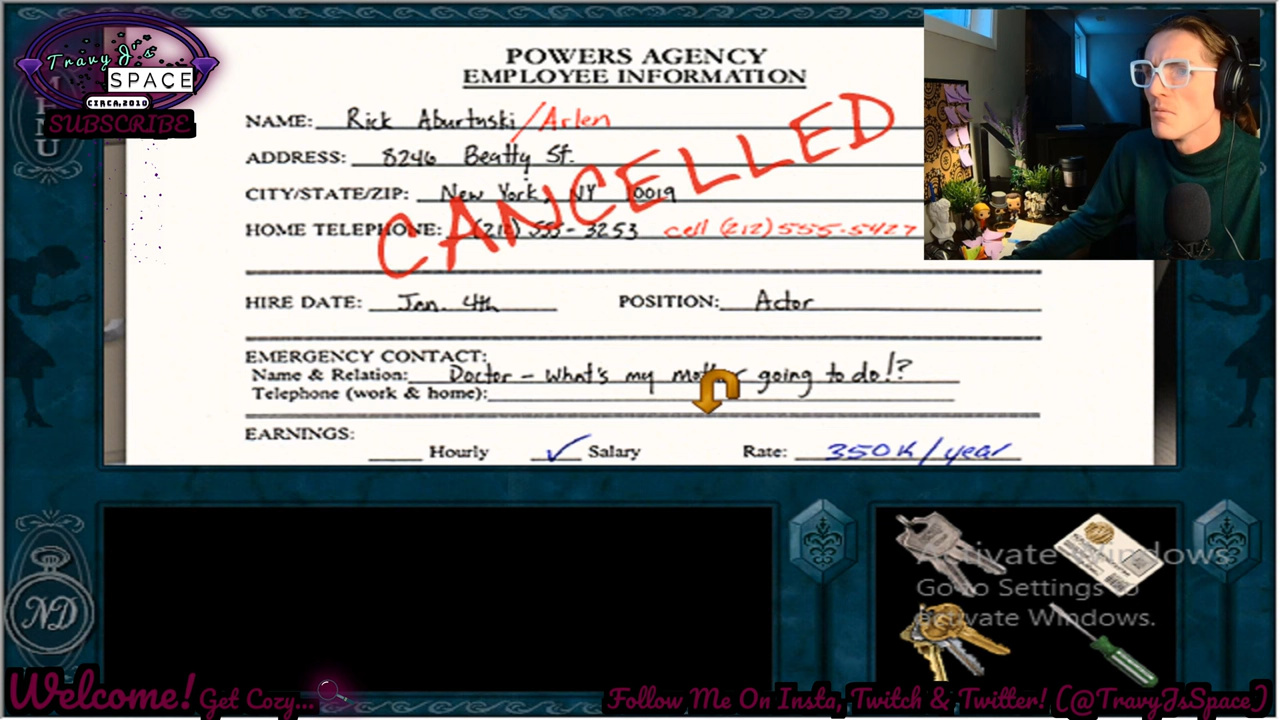 Travy J's
SPACE
CIRCA.2010
SUBSCRIBE
MENU
POWERS AGENCY
EMPLOYEE INFORMATION
NAME: Rick Aburtnski/Arlen
ADDRESS: 8246 Beatty St.
CITY/STATE/ZIP: New York, NY 10019
HOME TELEPHONE: (212) 555-3253 cell (212) 555-5427
CANCELLED
HIRE DATE: Jan. 4th POSITION: Actor
EMERGENCY CONTACT:
Name & Relation: Doctor - What's my mother going to do!?
Telephone (work & home):
EARNINGS:
Hourly ✓ Salary Rate: 350K/year
ND
Activate Windows
Go to Settings to
activate Windows.
Welcome! Get Cozy...
Follow Me On Insta, Twitch & Twitter! (@TravyJsSpace)